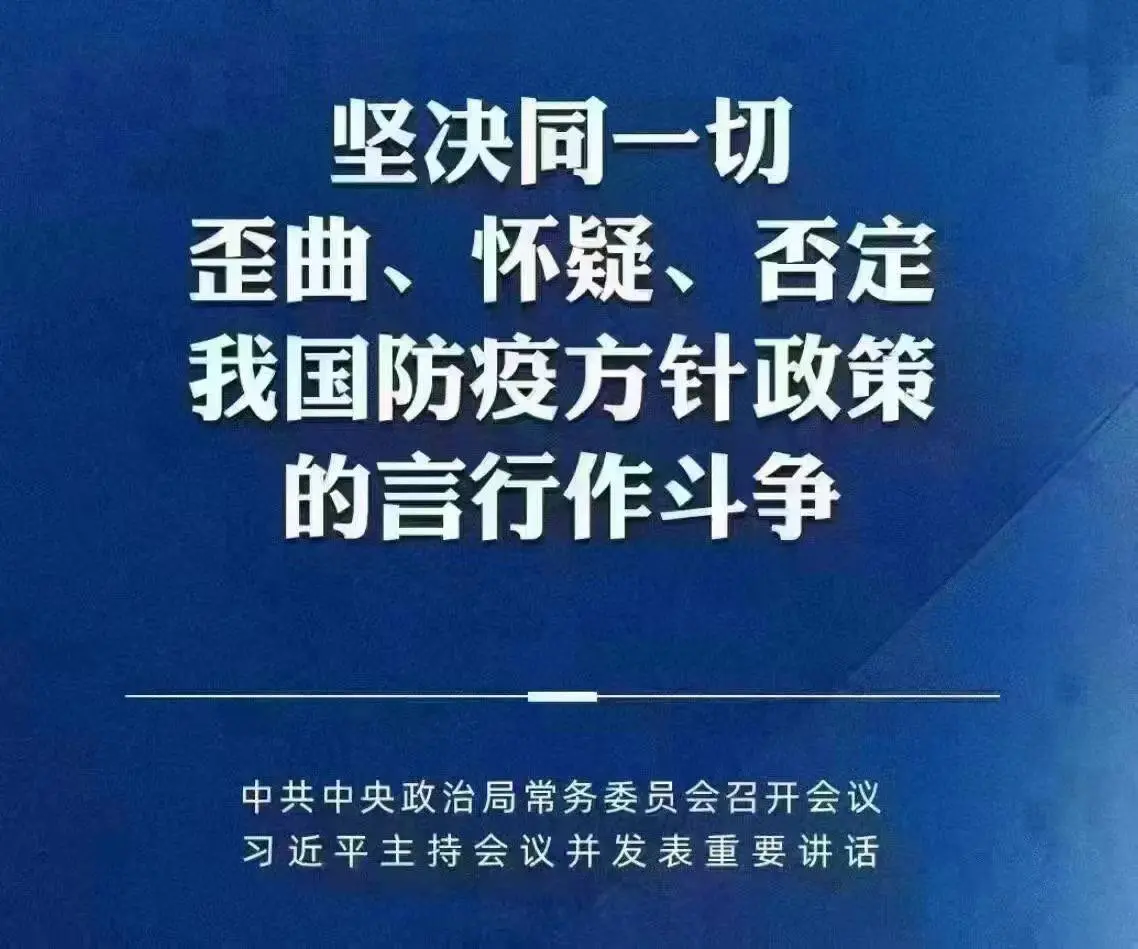 坚决同一切
歪曲、怀疑、否定
我国防疫方针政策
的言行作斗争
中共中央政治局常务委员会召开会议
习近平主持会议并发表重要讲话